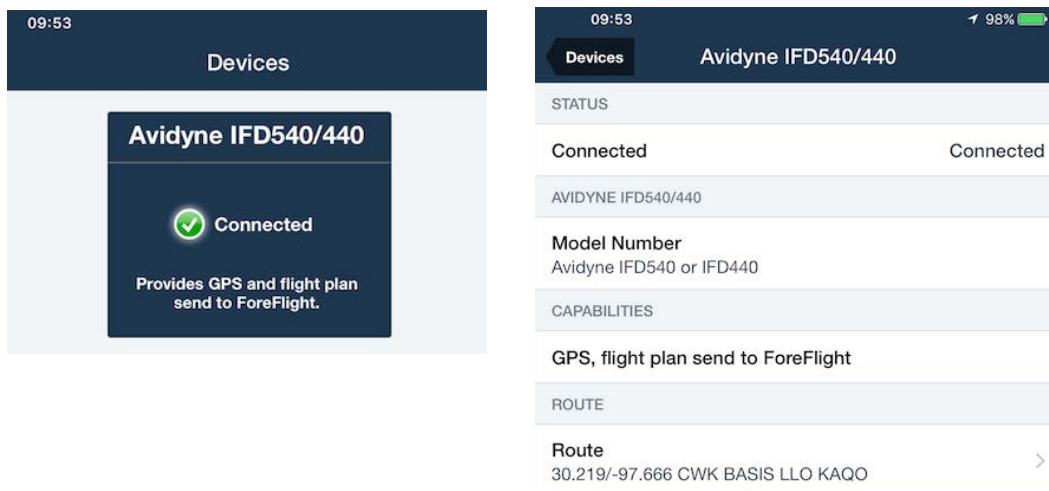 09:53
Devices
Avidyne IFD540/440
Connected
Provides GPS and flight plan
send to ForeFlight.
09:53
98%
Devices
Avidyne IFD540/440
STATUS
Connected
Connected
AVIDYNE IFD540/440
Model Number
Avidyne IFD540 or IFD440
CAPABILITIES
GPS, flight plan send to ForeFlight
ROUTE
Route
30.219/-97.666 CWK BASIS LLO KAQO